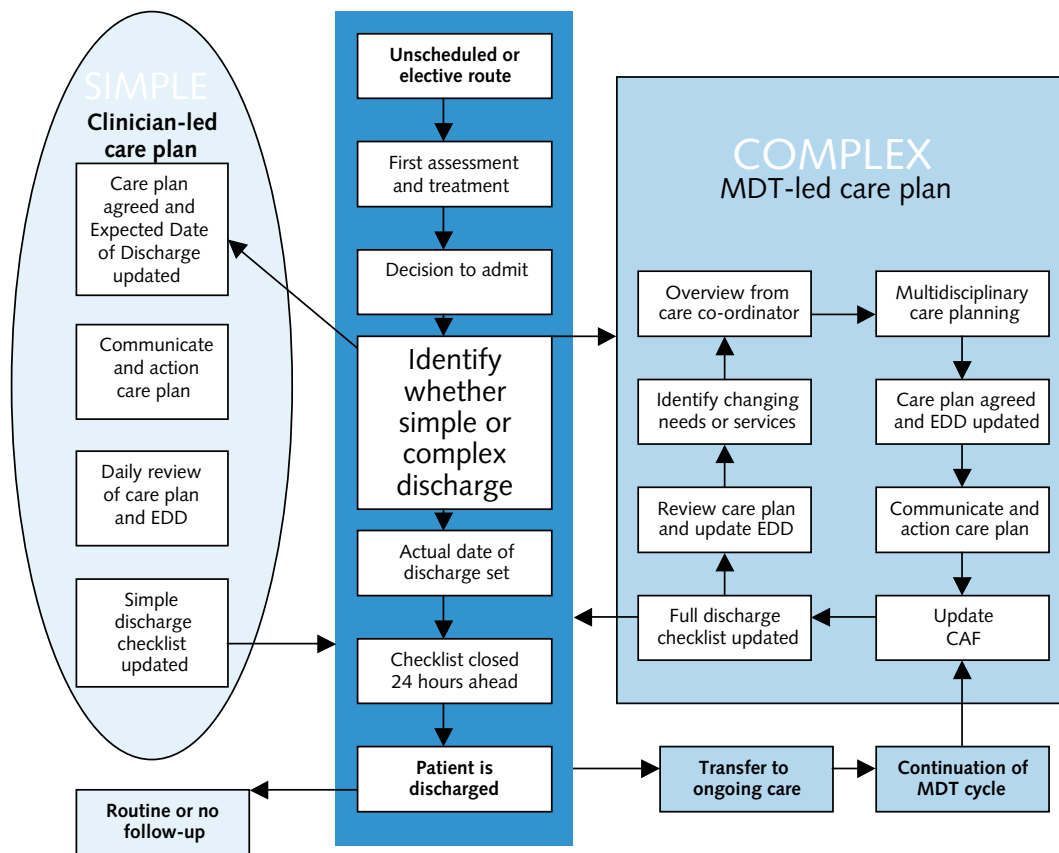 SIMPLE
Clinician-led
care plan
Care plan
agreed and
Expected Date
of Discharge
updated
Communicate
and action
care plan
Daily review
of care plan
and EDD
Simple
discharge
checklist
updated
Routine or no
follow-up
Unscheduled or
elective route
First assessment
and treatment
Decision to admit
Identify
whether
simple or
complex
discharge
Actual date of
discharge set
Checklist closed
24 hours ahead
Patient is
discharged
COMPLEX
MDT-led care plan
Overview from
care co-ordinator
Multidisciplinary
care planning
Identify changing
needs or services
Care plan agreed
and EDD updated
Review care plan
and update EDD
Communicate and
action care plan
Full discharge
checklist updated
Update
CAF
Transfer to
ongoing care
Continuation of
MDT cycle